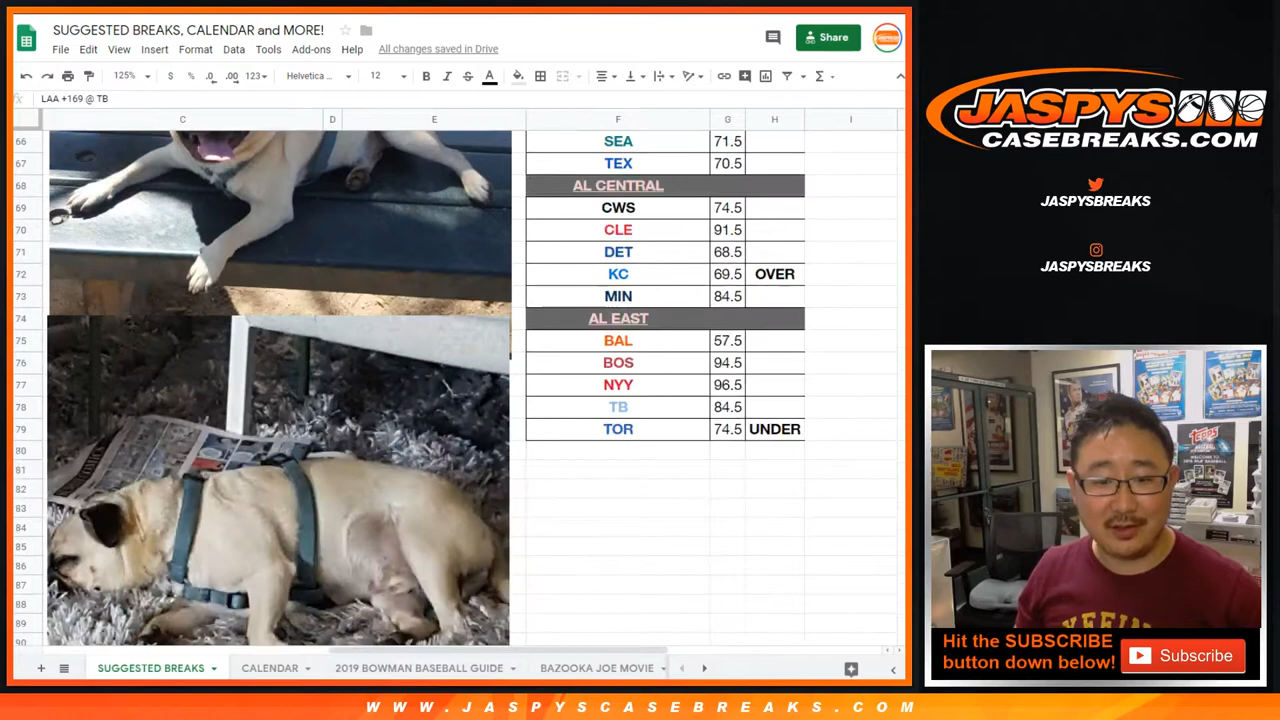 SUGGESTED BREAKS, CALENDAR and MORE!
File Edit View Insert Format Data Tools Add-ons Help All changes saved in Drive
Share
125% $ % .0 .00 123 Helvetica ... 12 B I S A
fx LAA +169 @ TB
C D E F G H I
66 SEA 71.5
67 TEX 70.5
68 AL CENTRAL
69 CWS 74.5
70 CLE 91.5
71 DET 68.5
72 KC 69.5 OVER
73 MIN 84.5
74 AL EAST
75 BAL 57.5
76 BOS 94.5
77 NYY 96.5
78 TB 84.5
79 TOR 74.5 UNDER
80
81
82
83
84
85
86
87
88
89
90
SUGGESTED BREAKS CALENDAR 2019 BOWMAN BASEBALL GUIDE BAZOOKA JOE MOVIE
JASPYS
CASEBREAKS.COM
JASPYSBREAKS
JASPYSBREAKS
TOPPS
Hit the SUBSCRIBE
button down below!
Subscribe
WWW.JASPYSCASEBREAKS.COM